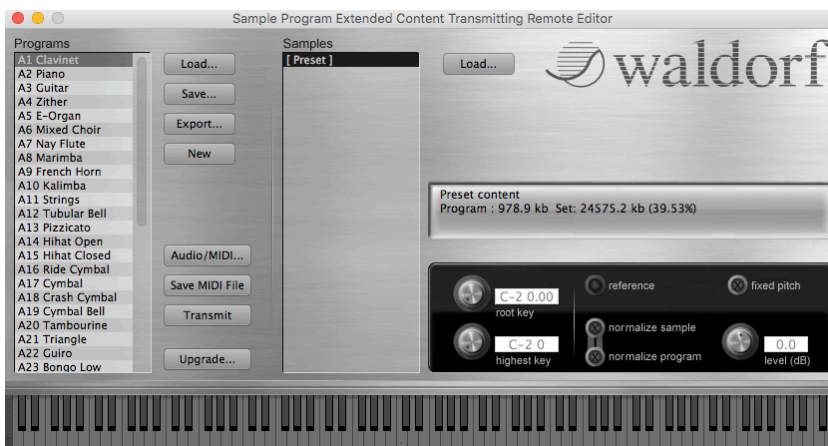 Sample Program Extended Content Transmitting Remote Editor
Programs
A1 Clavinet
A2 Piano
A3 Guitar
A4 Zither
A5 E-Organ
A6 Mixed Choir
A7 Nay Flute
A8 Marimba
A9 French Horn
A10 Kalimba
A11 Strings
A12 Tubular Bell
A13 Pizzicato
A14 Hihat Open
A15 Hihat Closed
A16 Ride Cymbal
A17 Cymbal
A18 Crash Cymbal
A19 Cymbal Bell
A20 Tambourine
A21 Triangle
A22 Guiro
A23 Bongo Low
Load...
Save...
Export...
New
Audio/MIDI...
Save MIDI File
Transmit
Upgrade...
Samples
[ Preset ]
Load...
waldorf
Preset content
Program : 978.9 kb Set: 24575.2 kb (39.53%)
C-2 0.00
root key
C-2 0
highest key
reference
normalize sample
normalize program
fixed pitch
0.0
level (dB)